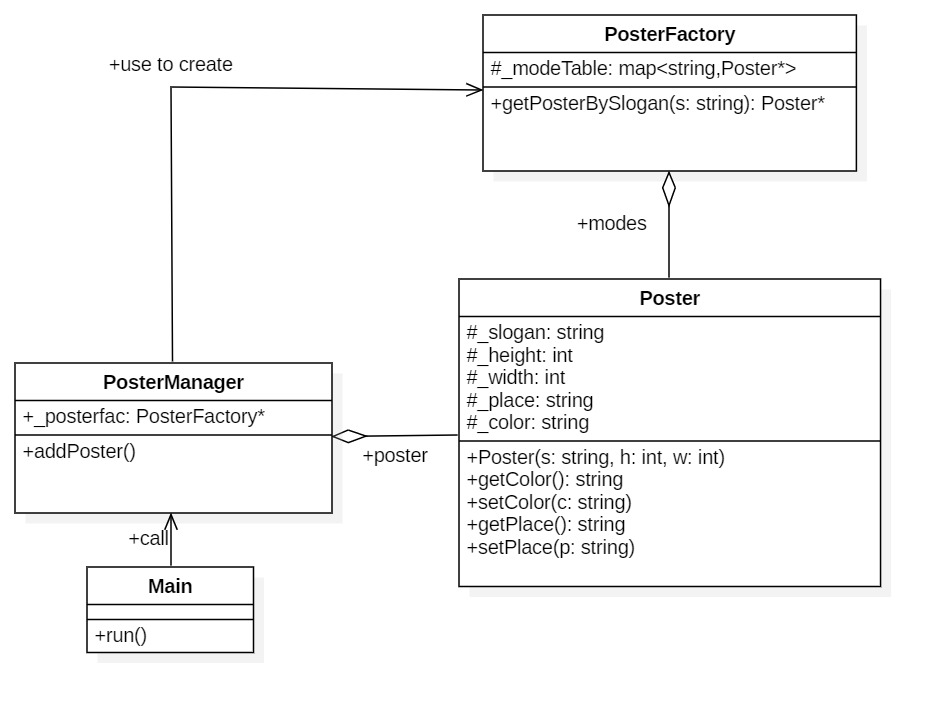 PosterFactory
#_modeTable: map<string,Poster*>
+getPosterBySlogan(s: string): Poster*
+use to create
+modes
Poster
#_slogan: string
#_height: int
#_width: int
#_place: string
#_color: string
+Poster(s: string, h: int, w: int)
+getColor(): string
+setColor(c: string)
+getPlace(): string
+setPlace(p: string)
PosterManager
+_posterfac: PosterFactory*
+addPoster()
+poster
+call
Main
+run()